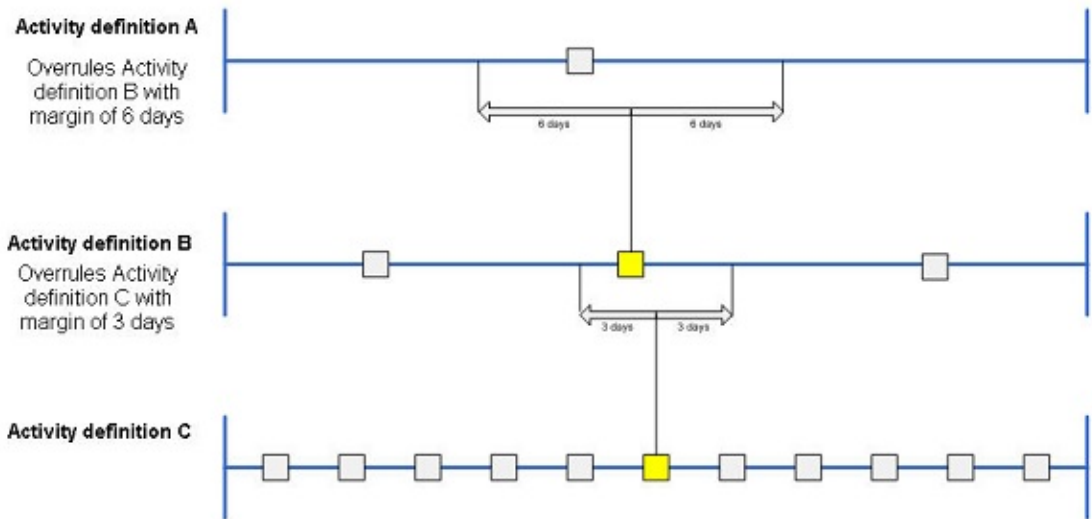 Activity definition A
Overrules Activity
definition B with
margin of 6 days
6 days
6 days
Activity definition B
Overrules Activity
definition C with
margin of 3 days
3 days
3 days
Activity definition C